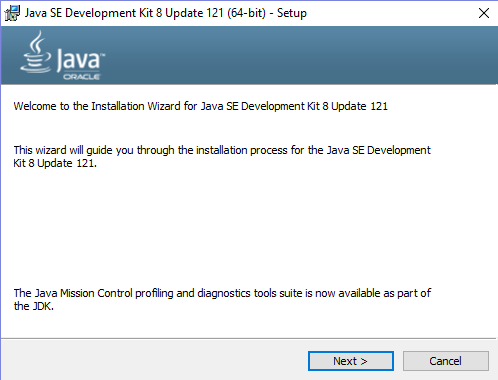 Java SE Development Kit 8 Update 121 (64-bit) - Setup
Java
ORACLE
Welcome to the Installation Wizard for Java SE Development Kit 8 Update 121
This wizard will guide you through the installation process for the Java SE Development
Kit 8 Update 121.
The Java Mission Control profiling and diagnostics tools suite is now available as part of
the JDK.
Next >
Cancel